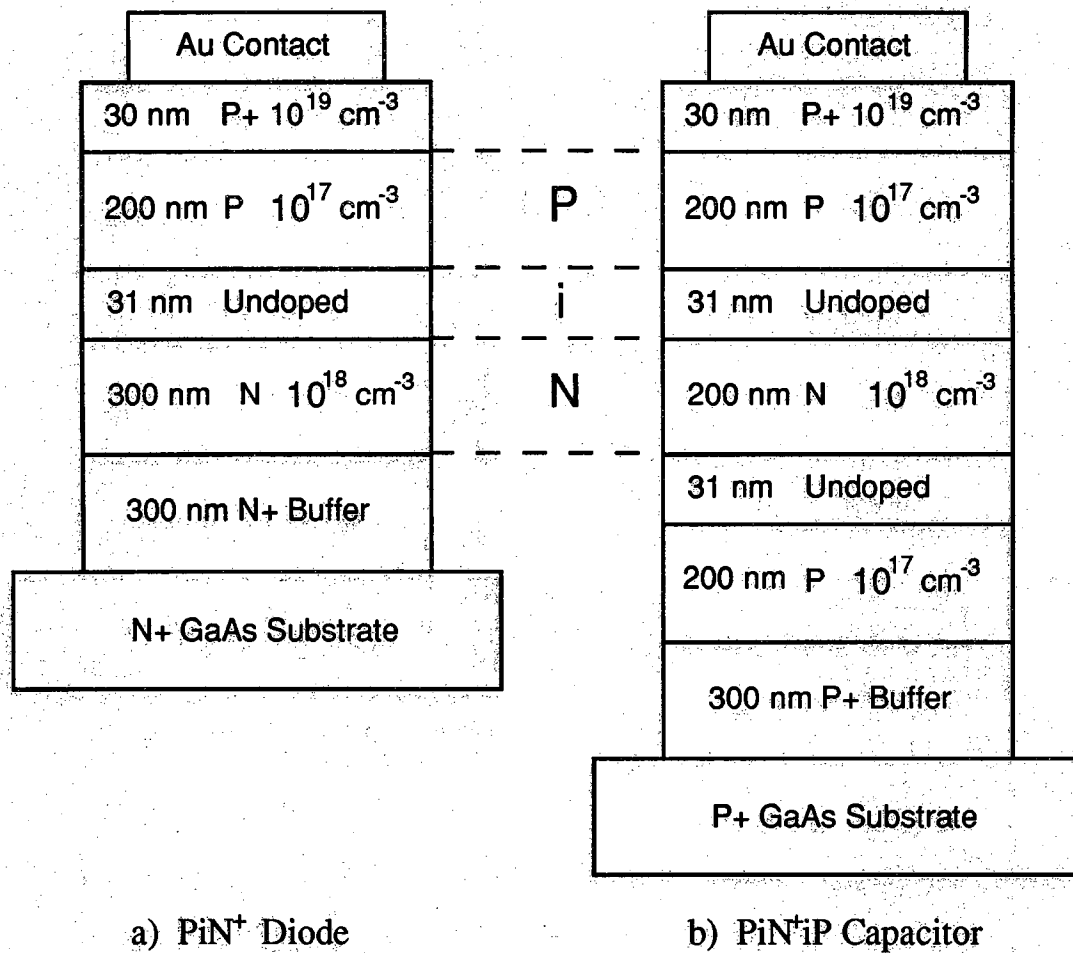 Au Contact
30 nm P+ 10^19 cm^-3
200 nm P 10^17 cm^-3
31 nm Undoped
300 nm N 10^18 cm^-3
300 nm N+ Buffer
N+ GaAs Substrate
a) PiN^+ Diode
P
i
N
Au Contact
30 nm P+ 10^19 cm^-3
200 nm P 10^17 cm^-3
31 nm Undoped
200 nm N 10^18 cm^-3
31 nm Undoped
200 nm P 10^17 cm^-3
300 nm P+ Buffer
P+ GaAs Substrate
b) PiN^+iP Capacitor